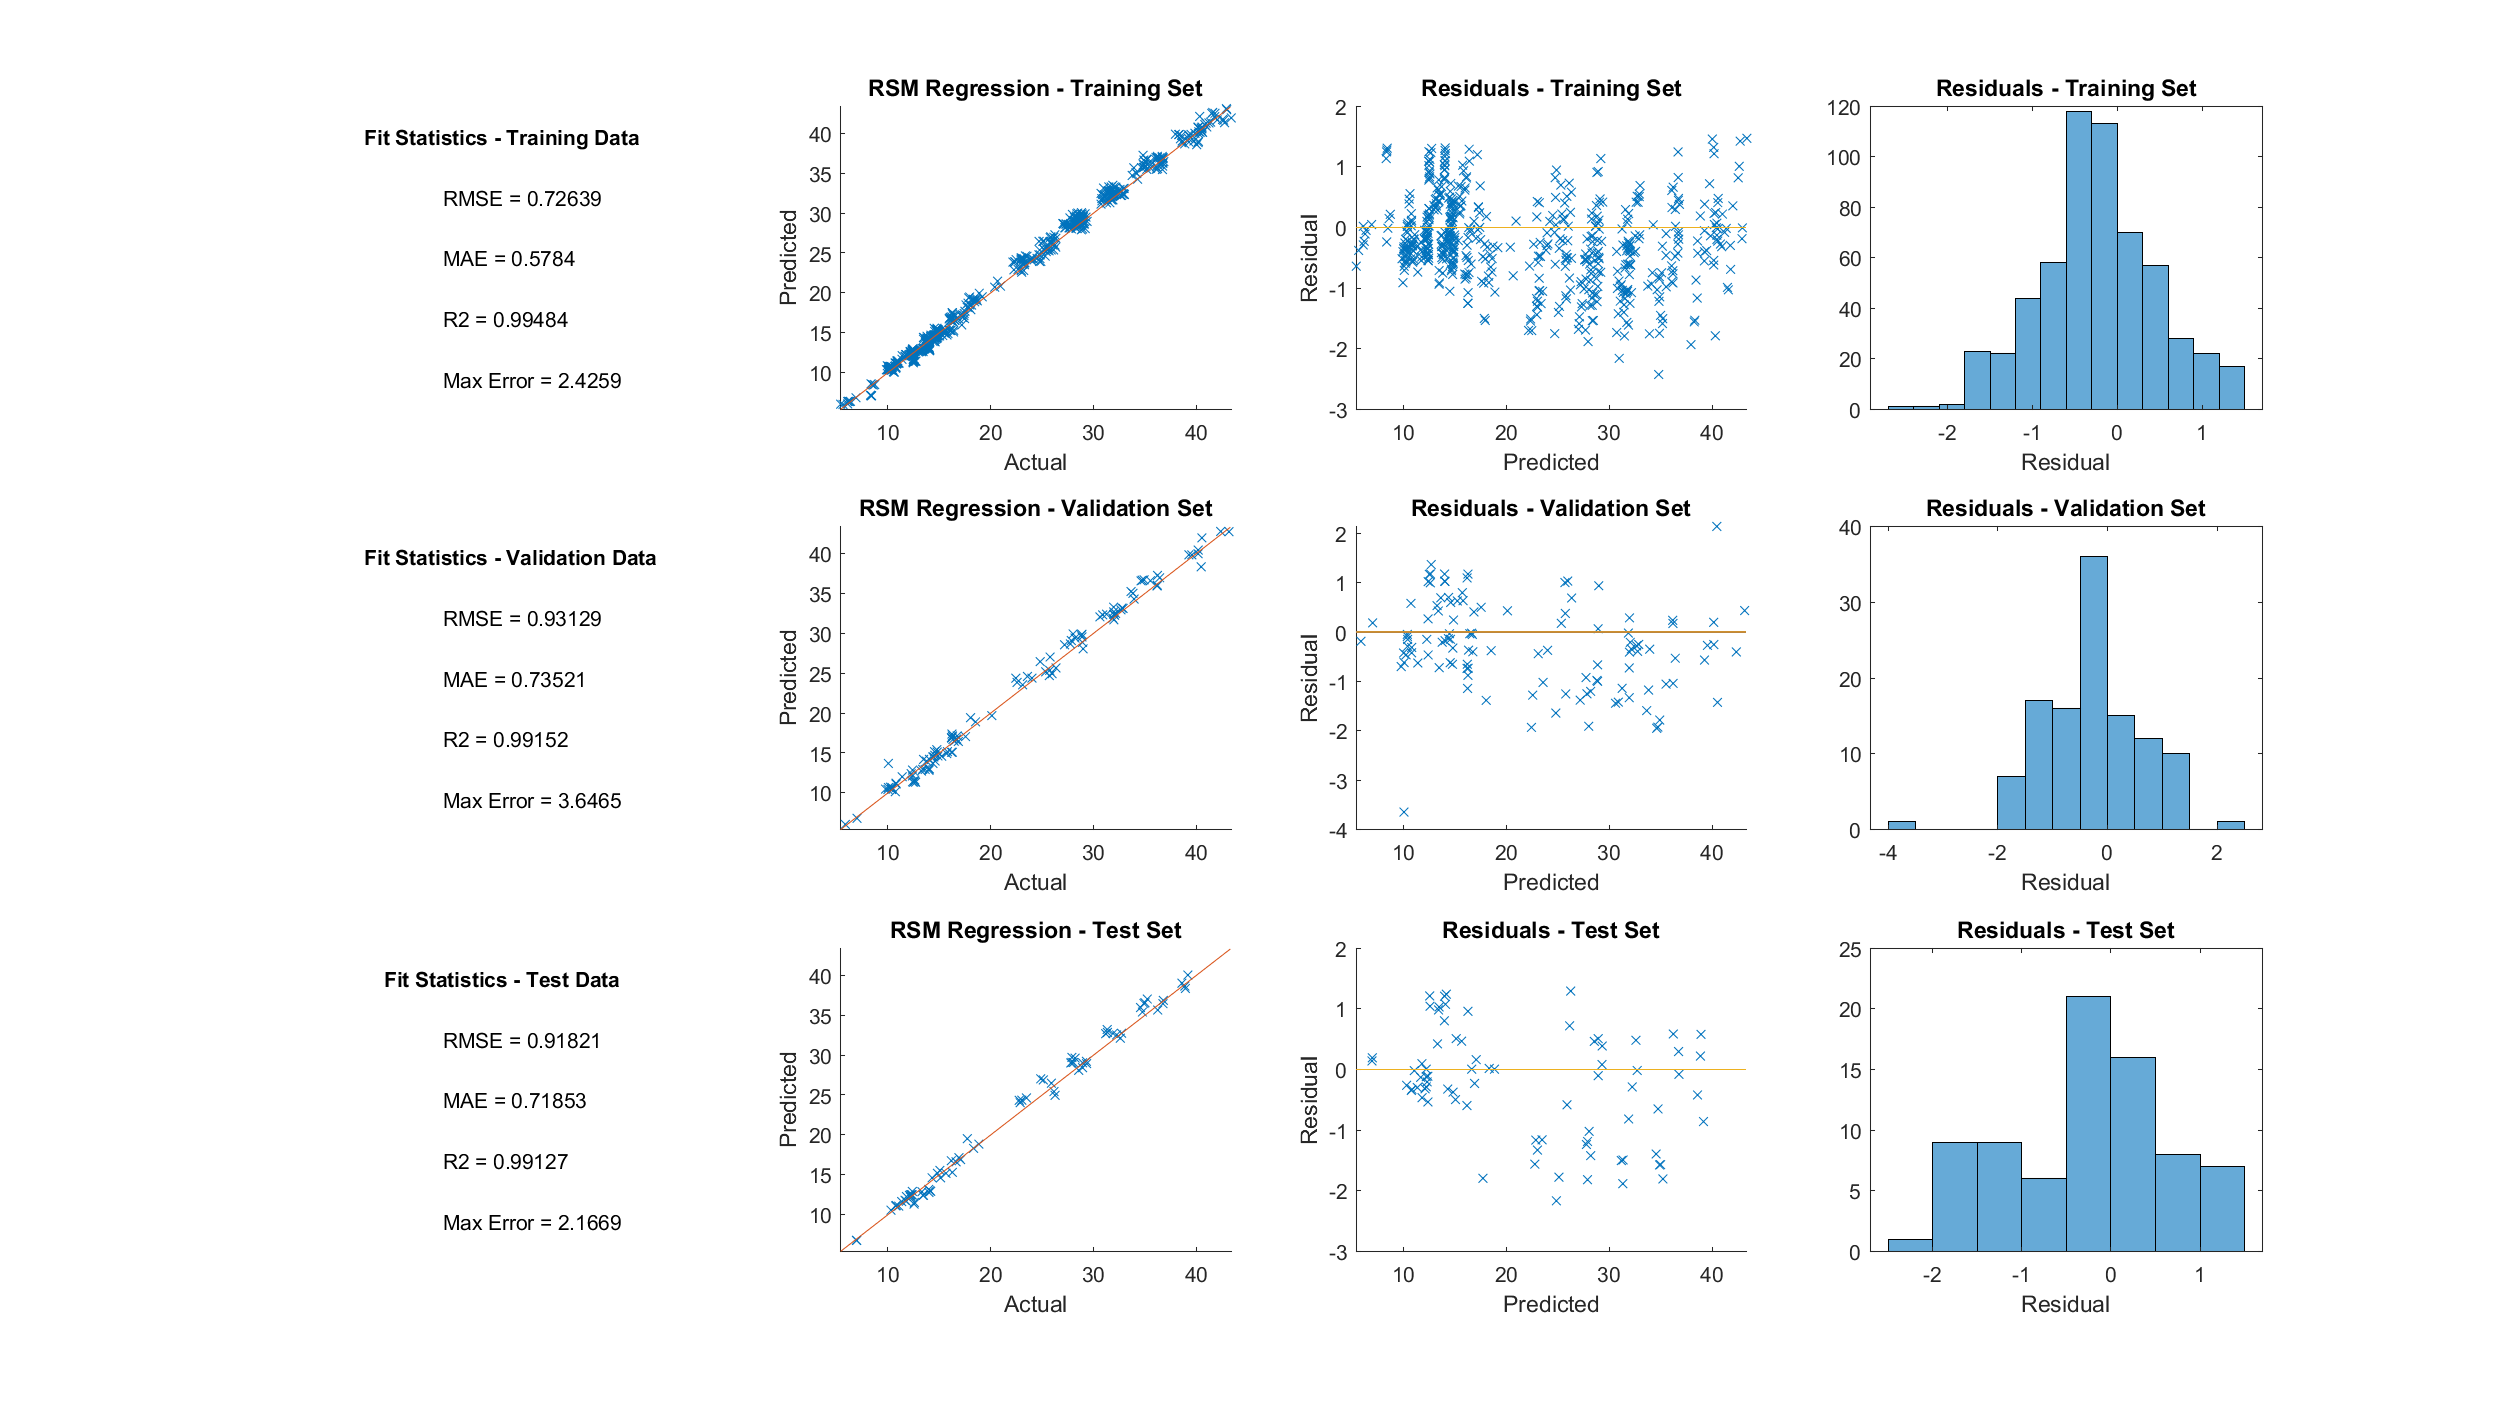 Fit Statistics - Training Data
RMSE = 0.72639
MAE = 0.5784
R2 = 0.99484
Max Error = 2.4259
RSM Regression - Training Set
Predicted
40
35
30
25
20
15
10
10 20 30 40
Actual
Residuals - Training Set
Residual
2
1
0
-1
-2
-3
10 20 30 40
Predicted
Residuals - Training Set
120
100
80
60
40
20
0
-2 -1 0 1
Residual
Fit Statistics - Validation Data
RMSE = 0.93129
MAE = 0.73521
R2 = 0.99152
Max Error = 3.6465
RSM Regression - Validation Set
Predicted
40
35
30
25
20
15
10
10 20 30 40
Actual
Residuals - Validation Set
Residual
2
1
0
-1
-2
-3
-4
10 20 30 40
Predicted
Residuals - Validation Set
40
30
20
10
0
-4 -2 0 2
Residual
Fit Statistics - Test Data
RMSE = 0.91821
MAE = 0.71853
R2 = 0.99127
Max Error = 2.1669
RSM Regression - Test Set
Predicted
40
35
30
25
20
15
10
10 20 30 40
Actual
Residuals - Test Set
Residual
2
1
0
-1
-2
-3
10 20 30 40
Predicted
Residuals - Test Set
25
20
15
10
5
0
-2 -1 0 1
Residual